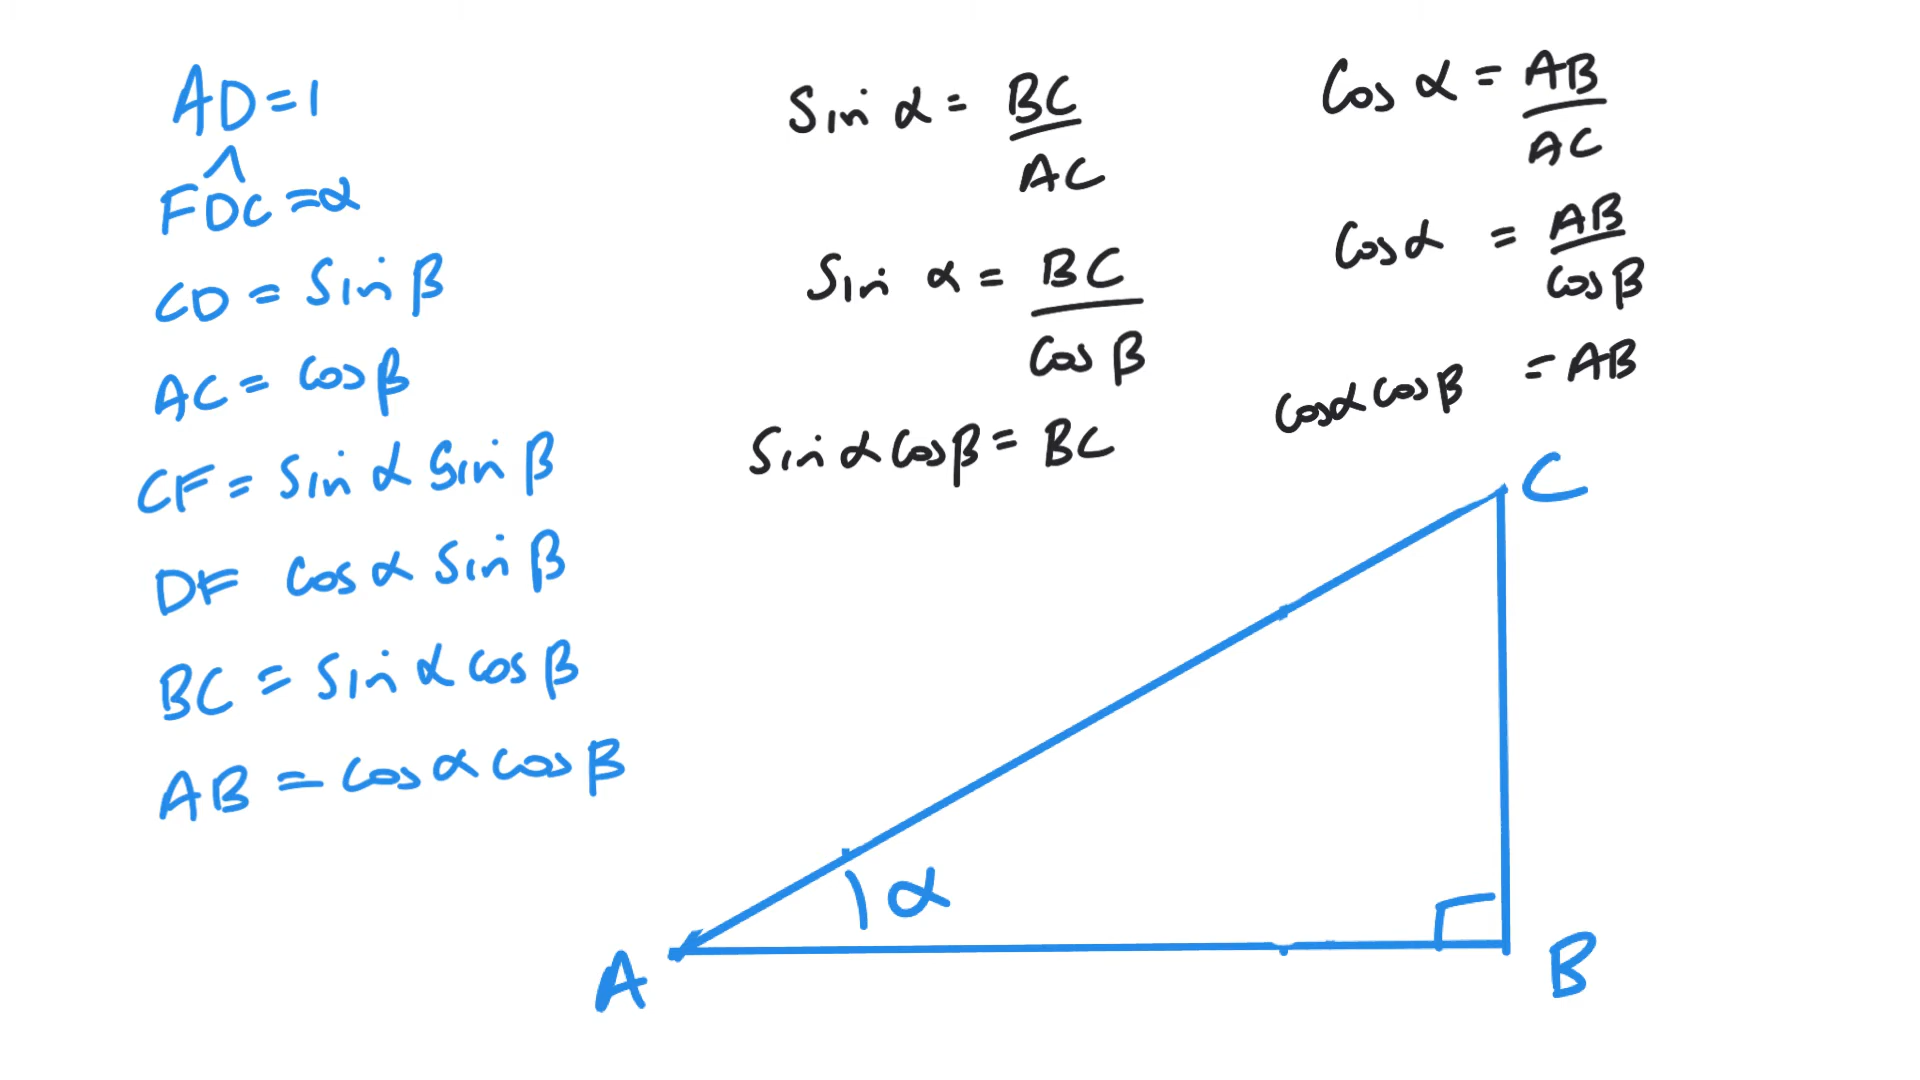 AD=1
FD̂C=α
CD = Sin β
AC = Cos β
CF = Sin α Sin β
DF Cos α Sin β
BC = Sin α Cos β
AB = Cos α Cos β
Sin α = BC/AC
Sin α = BC/Cos β
Sin α Cos β = BC
Cos α = AB/AC
Cos α = AB/Cos β
Cos α Cos β = AB
C
α
A
B